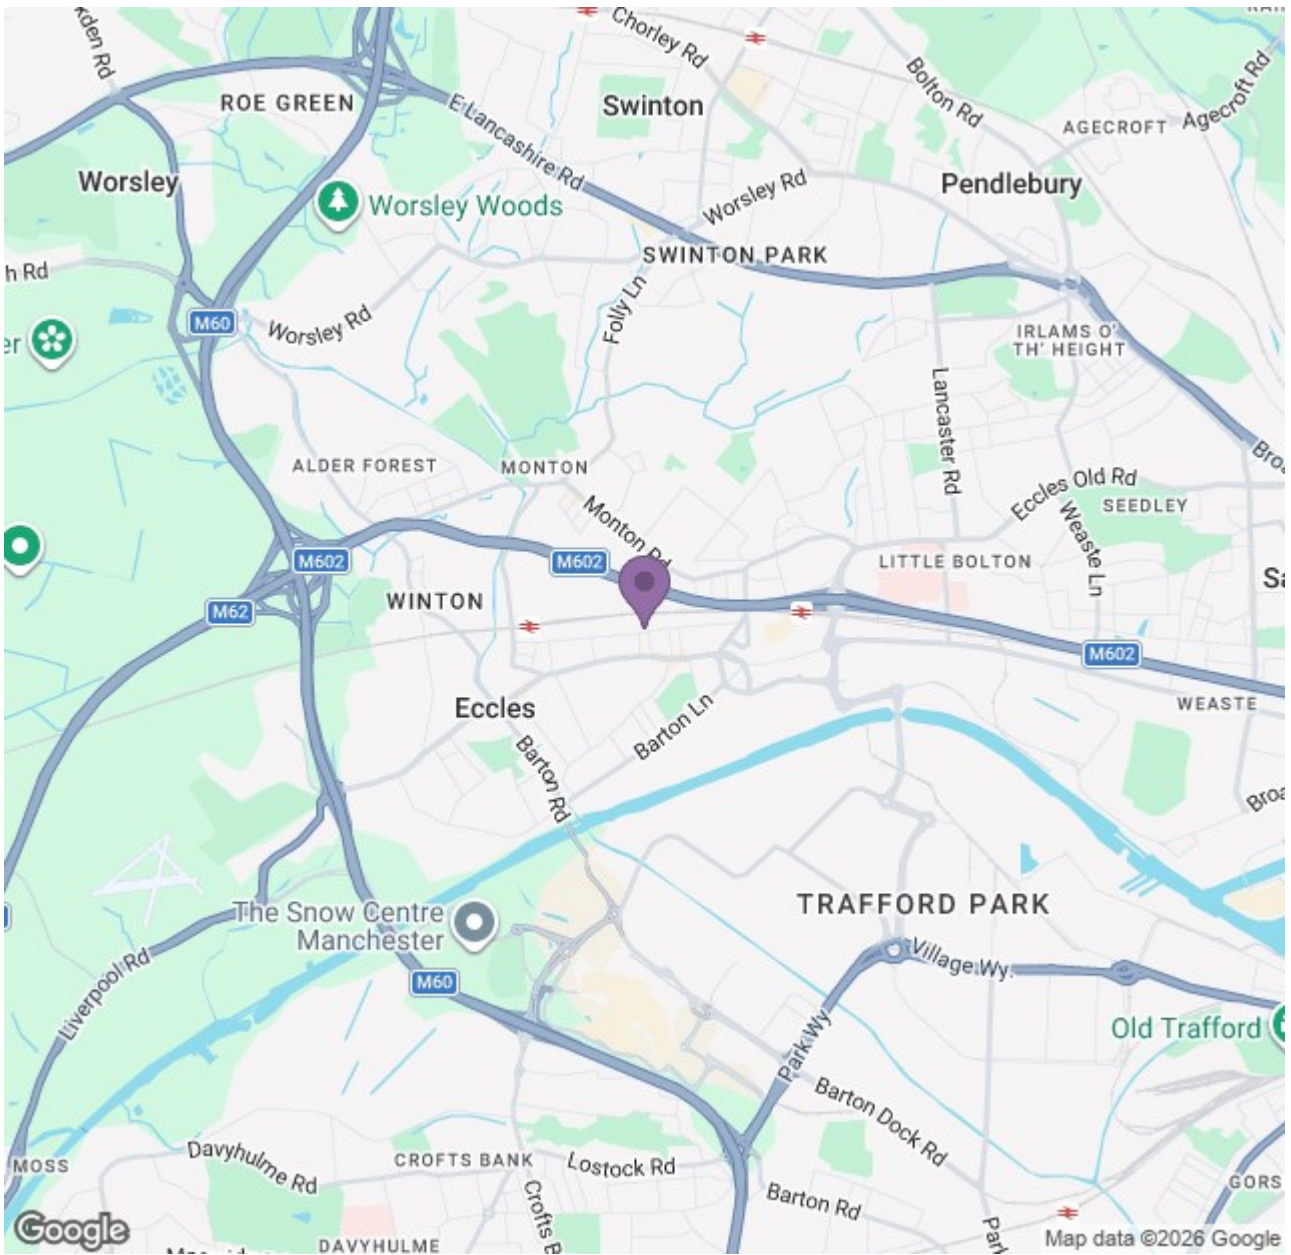 Chorley Rd
Bolton Rd
Agecroft Rd
AGECROFT
ROE GREEN
Swinton
E Lancashire Rd
Worsley
Pendlebury
Worsley Woods
Worsley Rd
SWINTON PARK
h Rd
Folly Ln
M60
Worsley Rd
IRLAMS O'
TH' HEIGHT
er
Lancaster Rd
ALDER FOREST
MONTON
Eccles Old Rd
SEEDLEY
Monton Rd
Weaste Ln
M602
M602
LITTLE BOLTON
WINTON
M62
M602
Eccles
WEASTE
Barton Ln
Barton Rd
The Snow Centre
Manchester
TRAFFORD PARK
Village Wy.
Liverpool Rd
M60
Park Wy
Old Trafford
Barton Dock Rd
MOSS
Davyhulme Rd
CROFTS BANK
Lostock Rd
Barton Rd
GORS
Crofts B
DAVYHULME
Park
Google
Map data ©2026 Google